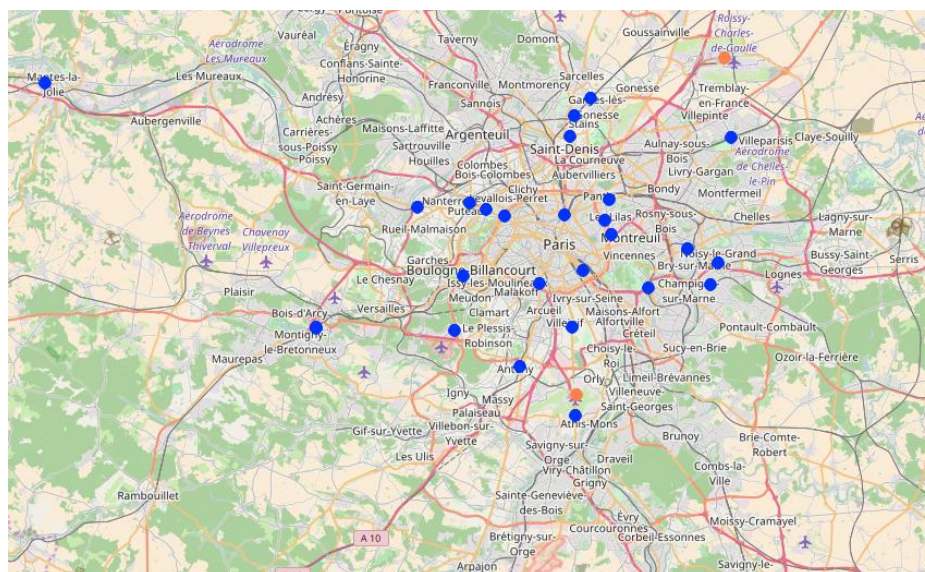 Vauréal
Éragny
Taverny
Domont
Goussainville
Roissy-
Charles-
de-Gaulle
Aérodrome
Les Mureaux
Conflans-Sainte-
Honorine
Franconville
Montmorency
Sarcelles
Gonesse
Tremblay-
en-France
Mantes-la-
Jolie
Les Mureaux
Andrésy
Sannois
Villepinte
Aubergenville
Achères
Stains
Carrières-
sous-Poissy
Poissy
Maisons-Laffitte
Argenteuil
Saint-Denis
Aulnay-sous-
Bois
Villeparisis
Claye-Souilly
Sartrouville
Houilles
La Courneuve
Aubervilliers
Aérodrome
de Chelles-
le-Pin
Colombes
Bois-Colombes
Livry-Gargan
Saint-Germain-
en-Laye
Clichy
Bondy
Montfermeil
Nanterre
Les Lilas
Rosny-sous-
Bois
Chelles
Lagny-sur-
Marne
Rueil-Malmaison
Aérodrome
de Beynes
Thiverval
Chavenay
Villepreux
Paris
Montreuil
Vincennes
Noisy-le-Grand
Bry-sur-Marne
Bussy-Saint-
Georges
Serris
Garches
Boulogne-Billancourt
Le Chesnay
Issy-les-Moulineaux
Lognes
Plaisir
Meudon
Malakoff
Ivry-sur-Seine
sur-Marne
Versailles
Clamart
Arcueil
Maisons-Alfort
Alfortville
Bois-d'Arcy
Montigny-
le-Bretonneux
Le Plessis-
Robinson
Villejuif
Créteil
Pontault-Combault
Maurepas
Choisy-le-
Roi
Sucy-en-Brie
Ozoir-la-Ferrière
Antony
Limeil-Brévannes
Igny
Massy
Orly
Villeneuve-
Saint-Georges
Palaiseau
Villebon-sur-
Yvette
Athis-Mons
Gif-sur-Yvette
Brunoy
Brie-Comte-
Robert
Les Ulis
Savigny-sur-
Orge
Draveil
Viry-Châtillon
Grigny
Combs-la-
Ville
Rambouillet
Sainte-Geneviève-
des-Bois
Évry
Courcouronnes
Corbeil-Essonnes
Moissy-Cramayel
A 10
Brétigny-sur-
Orge
Arpajon
Savigny-le-